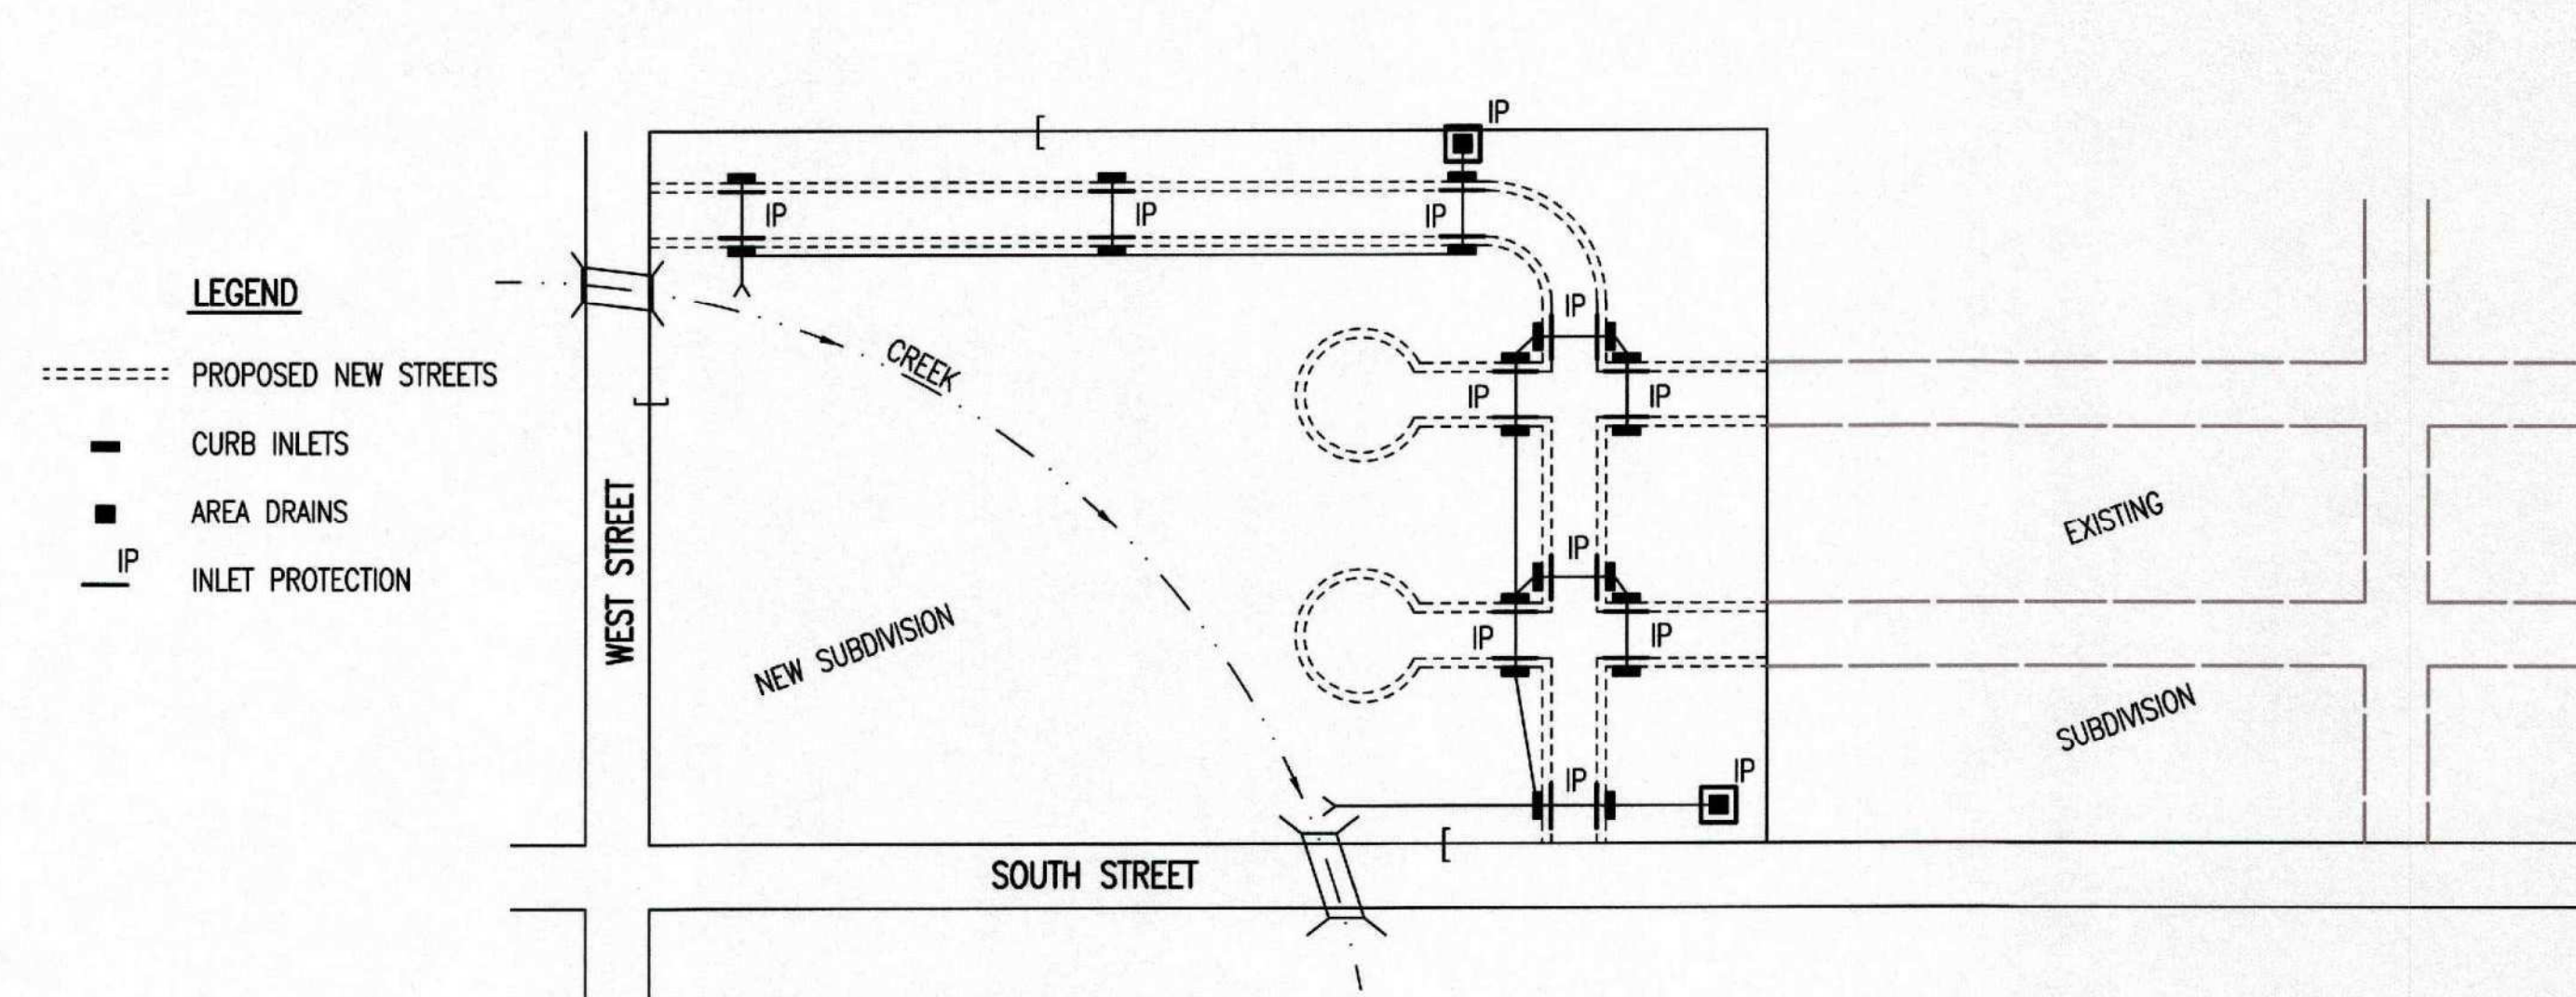 IP
IP
IP
IP
LEGEND
IP
PROPOSED NEW STREETS
CREEK
IP
IP
CURB INLETS
AREA DRAINS
EXISTING
IP
INLET PROTECTION
IP
WEST STREET
NEW SUBDIVISION
IP
IP
SUBDIVISION
IP
IP
SOUTH STREET